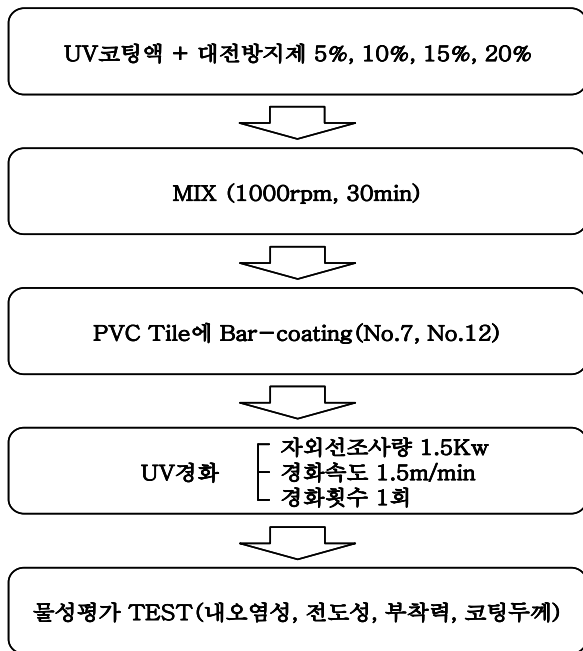 UV코팅액 + 대전방지제 5%, 10%, 15%, 20%
MIX (1000rpm, 30min)
PVC Tile에 Bar-coating(No.7, No.12)
자외선조사량 1.5Kw
UV경화 경화속도 1.5m/min
경화횟수 1회
물성평가 TEST(내오염성, 전도성, 부착력, 코팅두께)